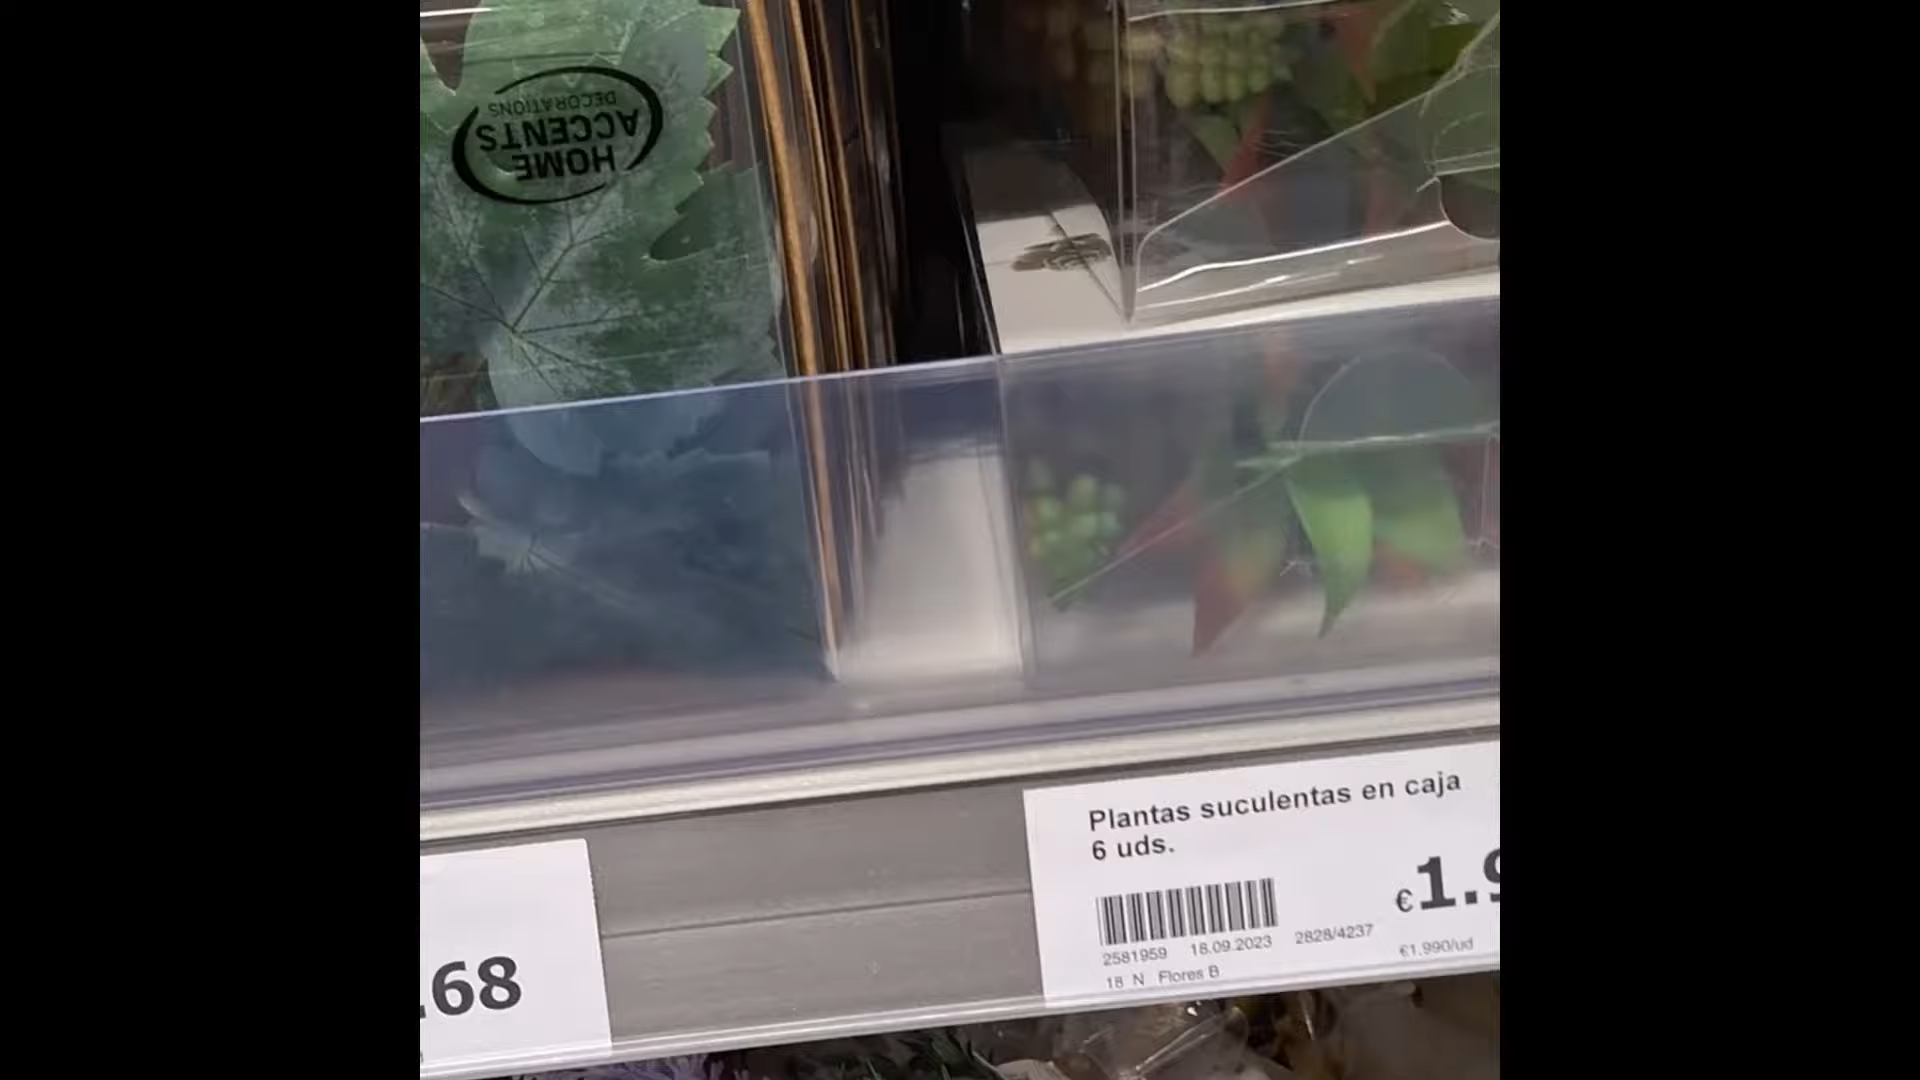 HOME
ACCENTS
DECORATIONS
Plantas suculentas en caja
6 uds.
€1.9
2581959 18.09.2023 2828/4237
€1.990/ud
18 N Flores B
.68